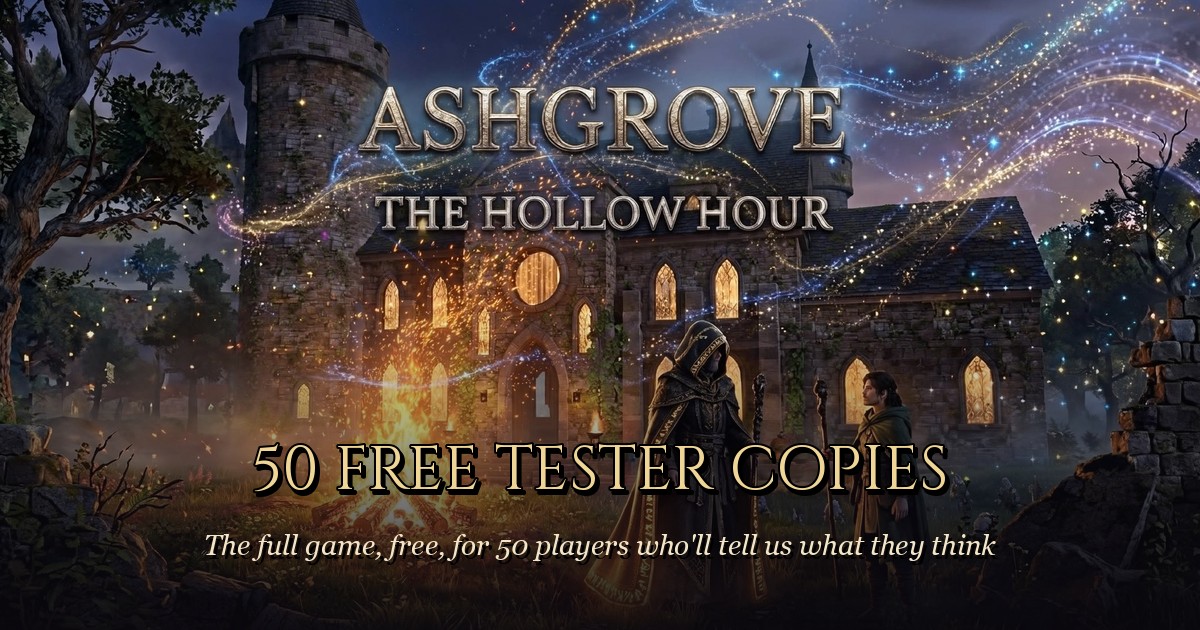 ASHGROVE
THE HOLLOW HOUR
50 FREE TESTER COPIES
The full game, free, for 50 players who'll tell us what they think